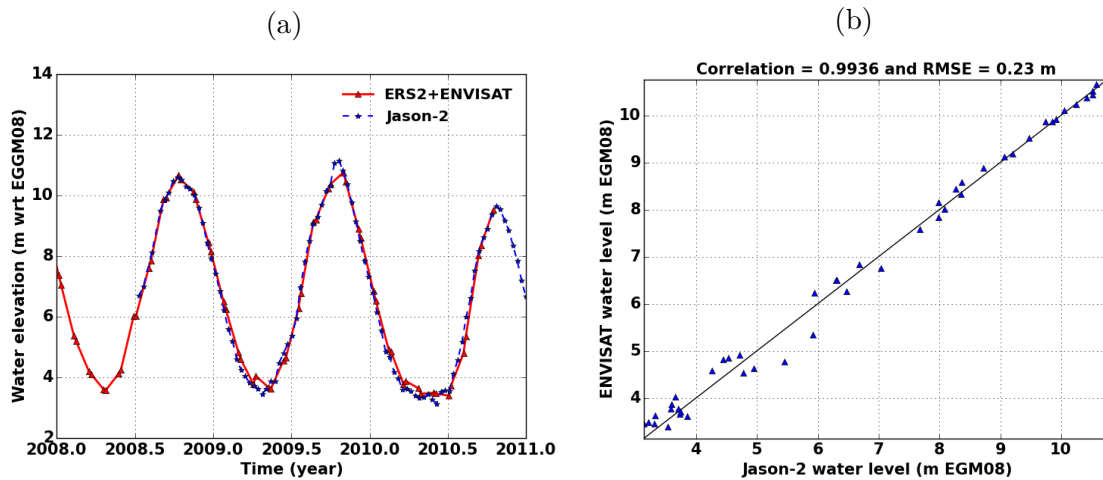 (a)
(b)
Correlation = 0.9936 and RMSE = 0.23 m
ERS2+ENVISAT
Jason-2
Water elevation (m wrt EGGM08)
14
12
10
8
6
4
2
2008.0 2008.5 2009.0 2009.5 2010.0 2010.5 2011.0
Time (year)
ENVISAT water level (m EGM08)
10
9
8
7
6
5
4
4 5 6 7 8 9 10
Jason-2 water level (m EGM08)